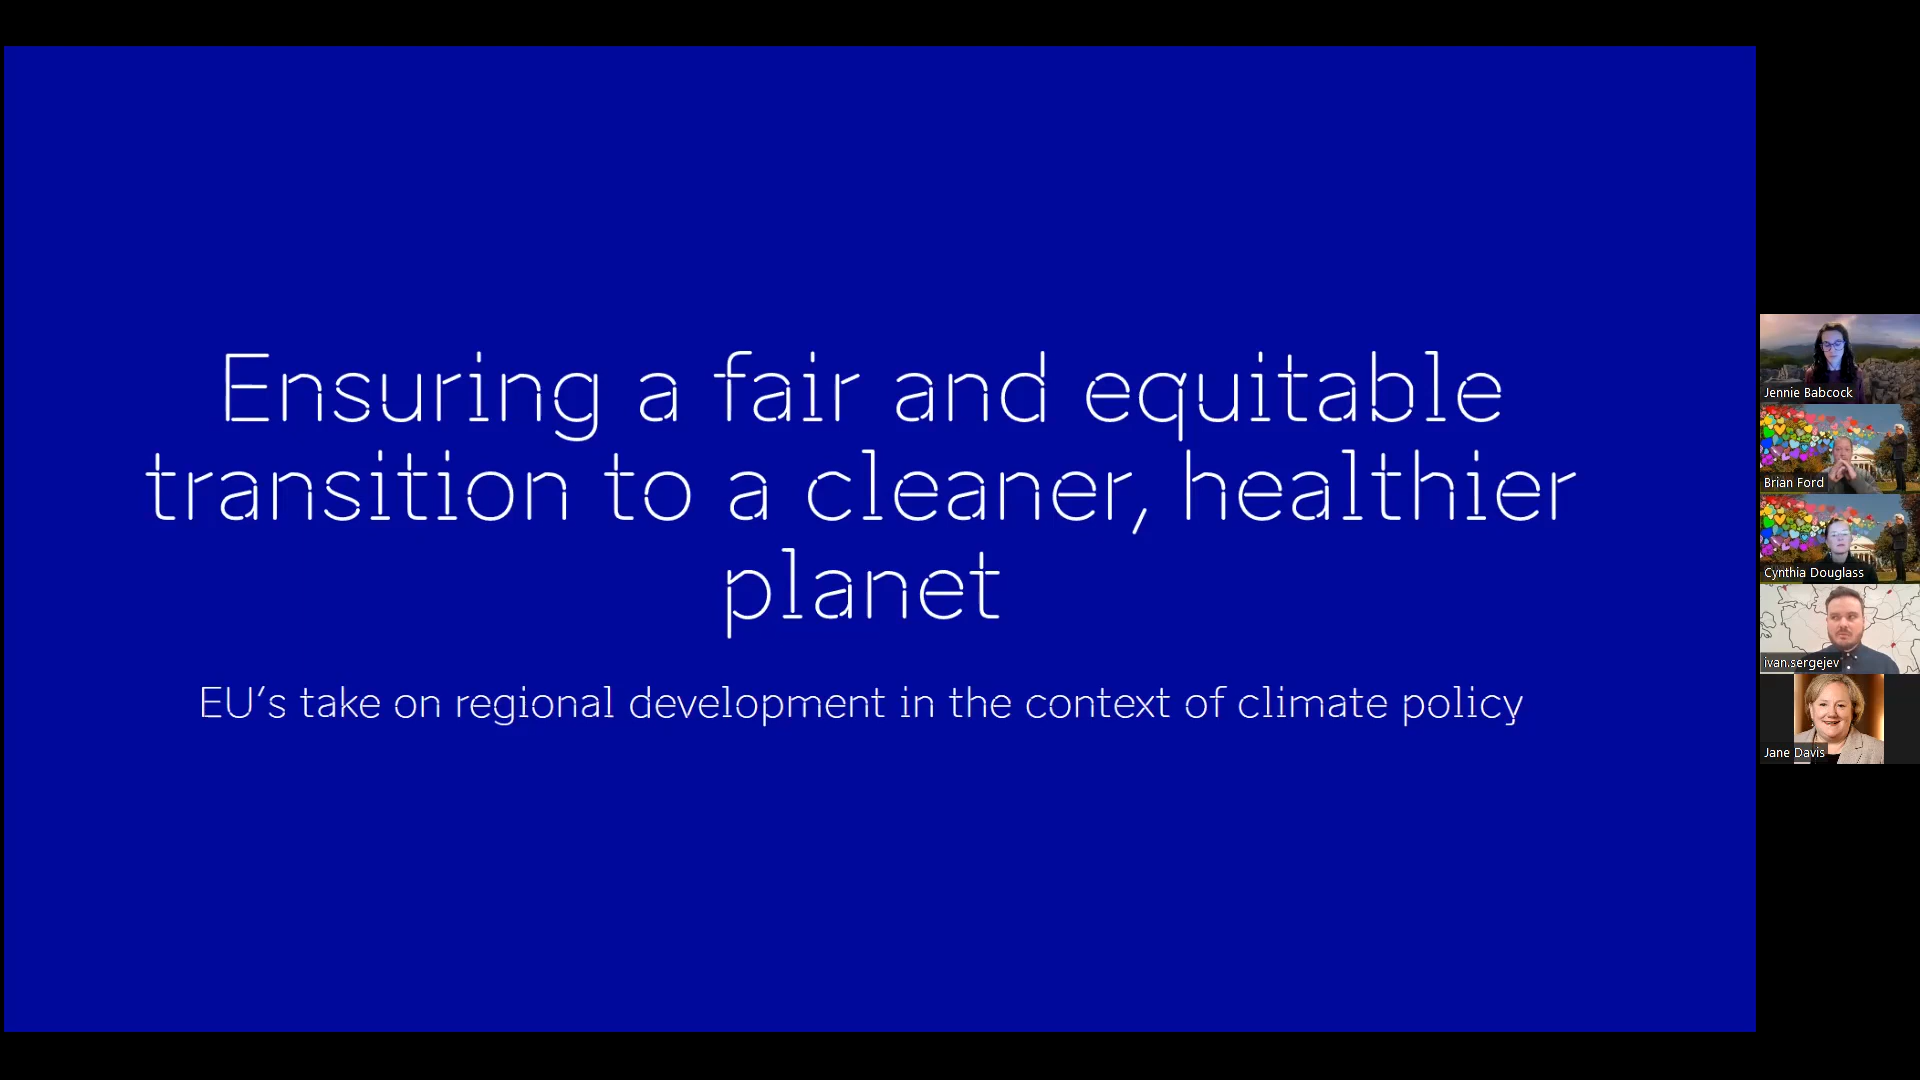 Ensuring a fair and equitable
transition to a cleaner, healthier
planet
EU's take on regional development in the context of climate policy
Jennie Babcock
Brian Ford
Cynthia Douglass
ivan.sergejev
Jane Davis